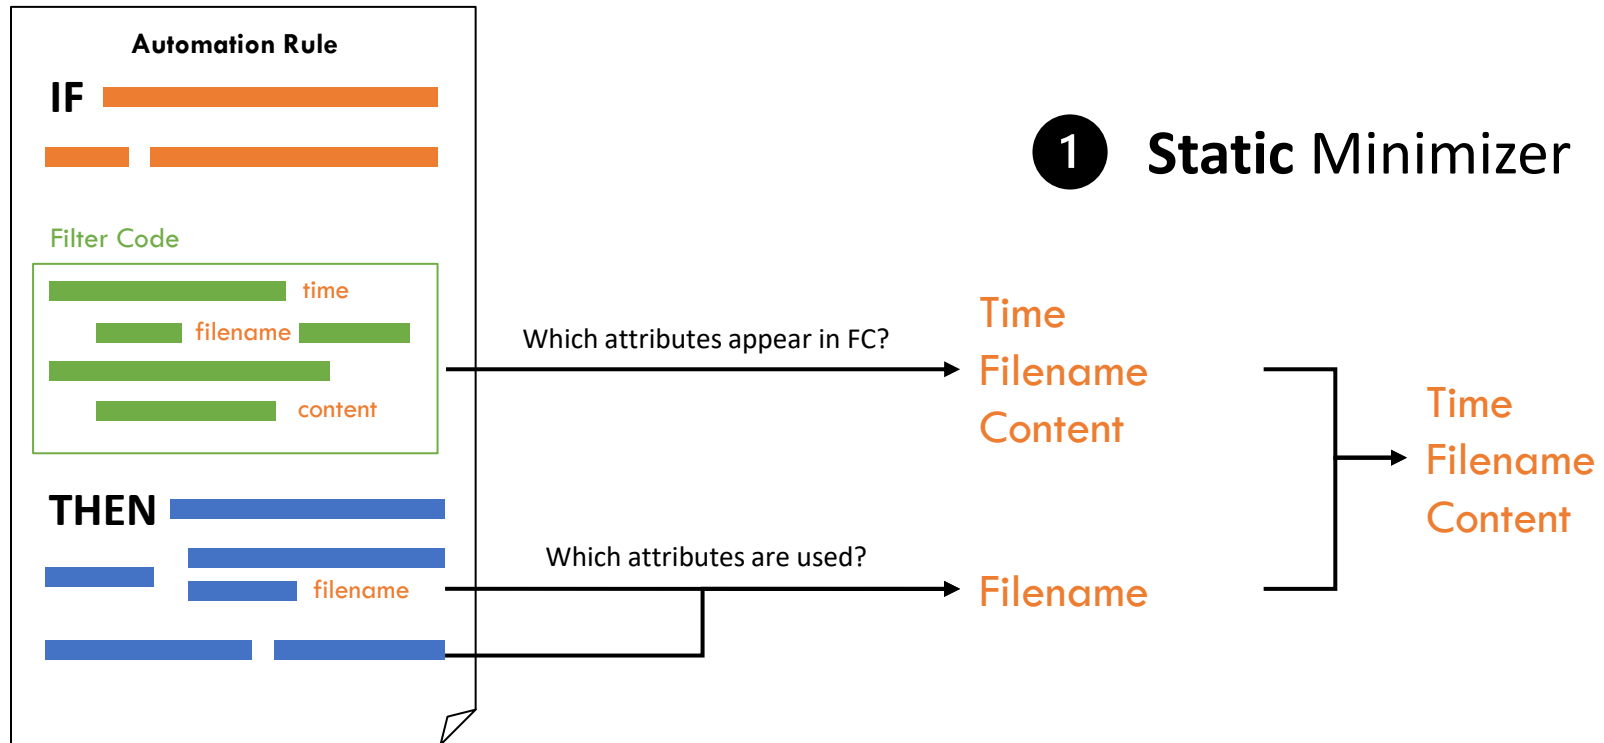 Automation Rule
IF
1 Static Minimizer
Filter Code
time
filename
content
Which attributes appear in FC?
Time
Filename
Content
THEN
filename
Which attributes are used?
Filename
Time
Filename
Content